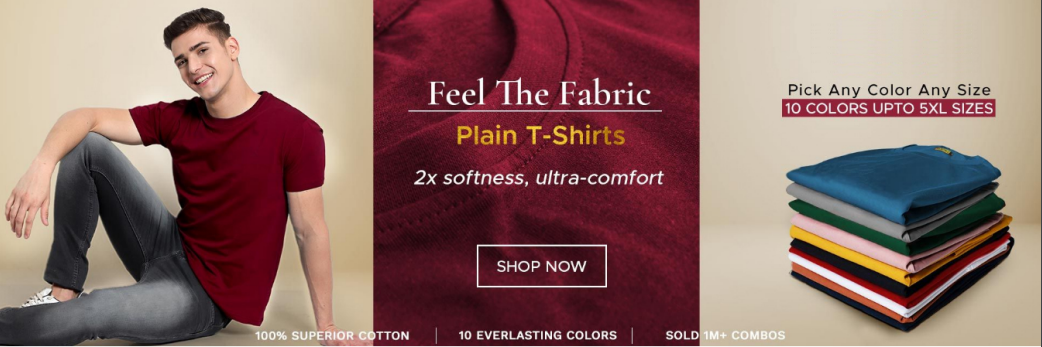 Feel The Fabric
Plain T-Shirts
2x softness, ultra-comfort
SHOP NOW
Pick Any Color Any Size
10 COLORS UPTO 5XL SIZES
100% SUPERIOR COTTON | 10 EVERLASTING COLORS | SOLD 1M+ COMBOS